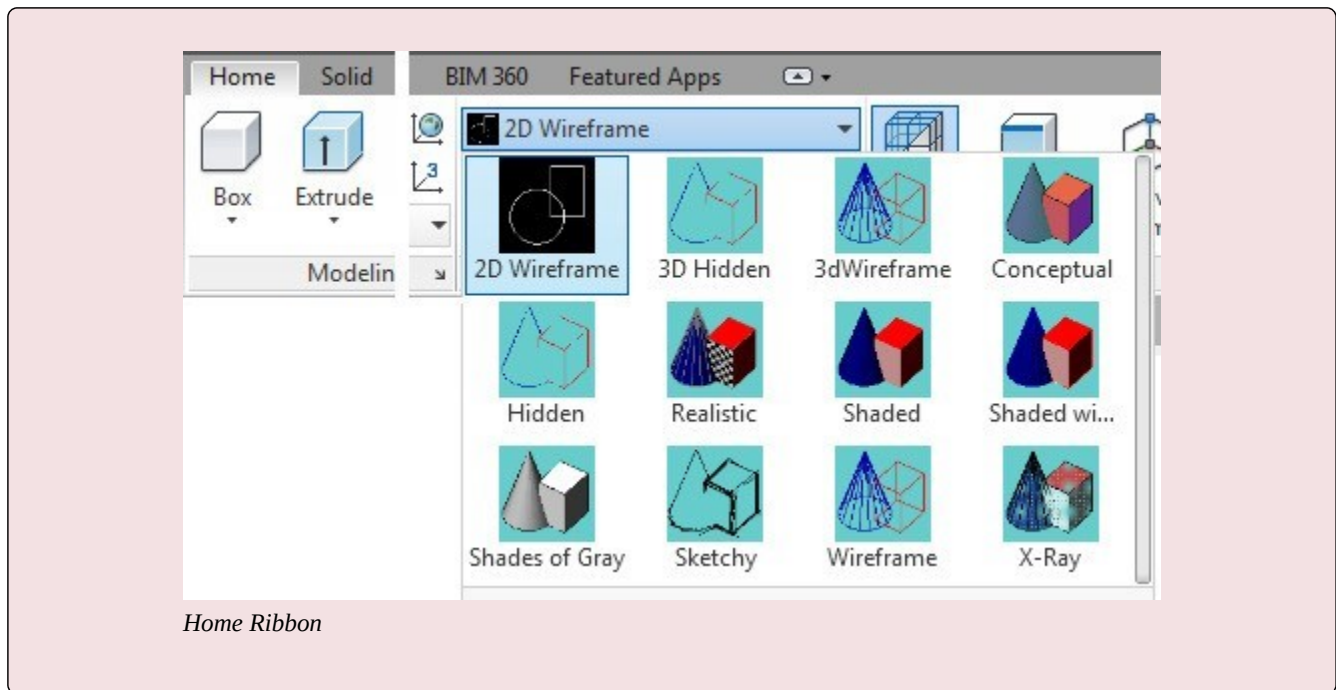 Home Solid BIM 360 Featured Apps
2D Wireframe
Box Extrude
3
Modelin
2D Wireframe 3D Hidden 3dWireframe Conceptual
Hidden Realistic Shaded Shaded wi...
Shades of Gray Sketchy Wireframe X-Ray
Home Ribbon